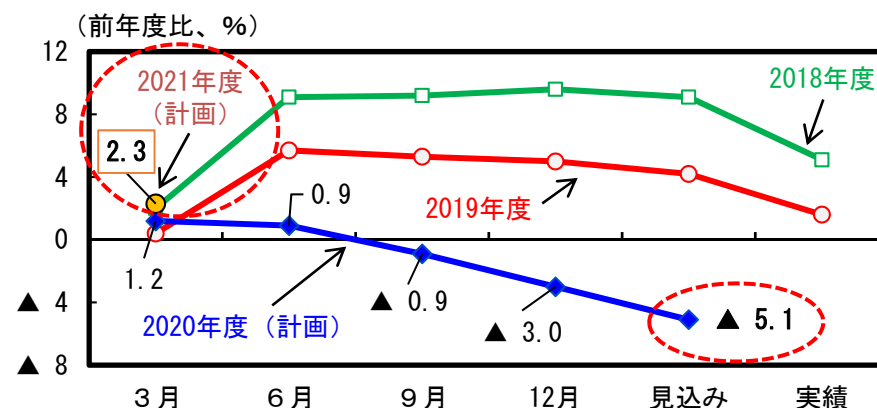 （前年度比、%）
12
8
4
0
▲ 4
▲ 8
2021年度
（計画）
2.3
2018年度
2019年度
0.9
1.2
2020年度（計画）
▲ 0.9
▲ 3.0
▲ 5.1
３月 ６月 ９月 12月 見込み 実績